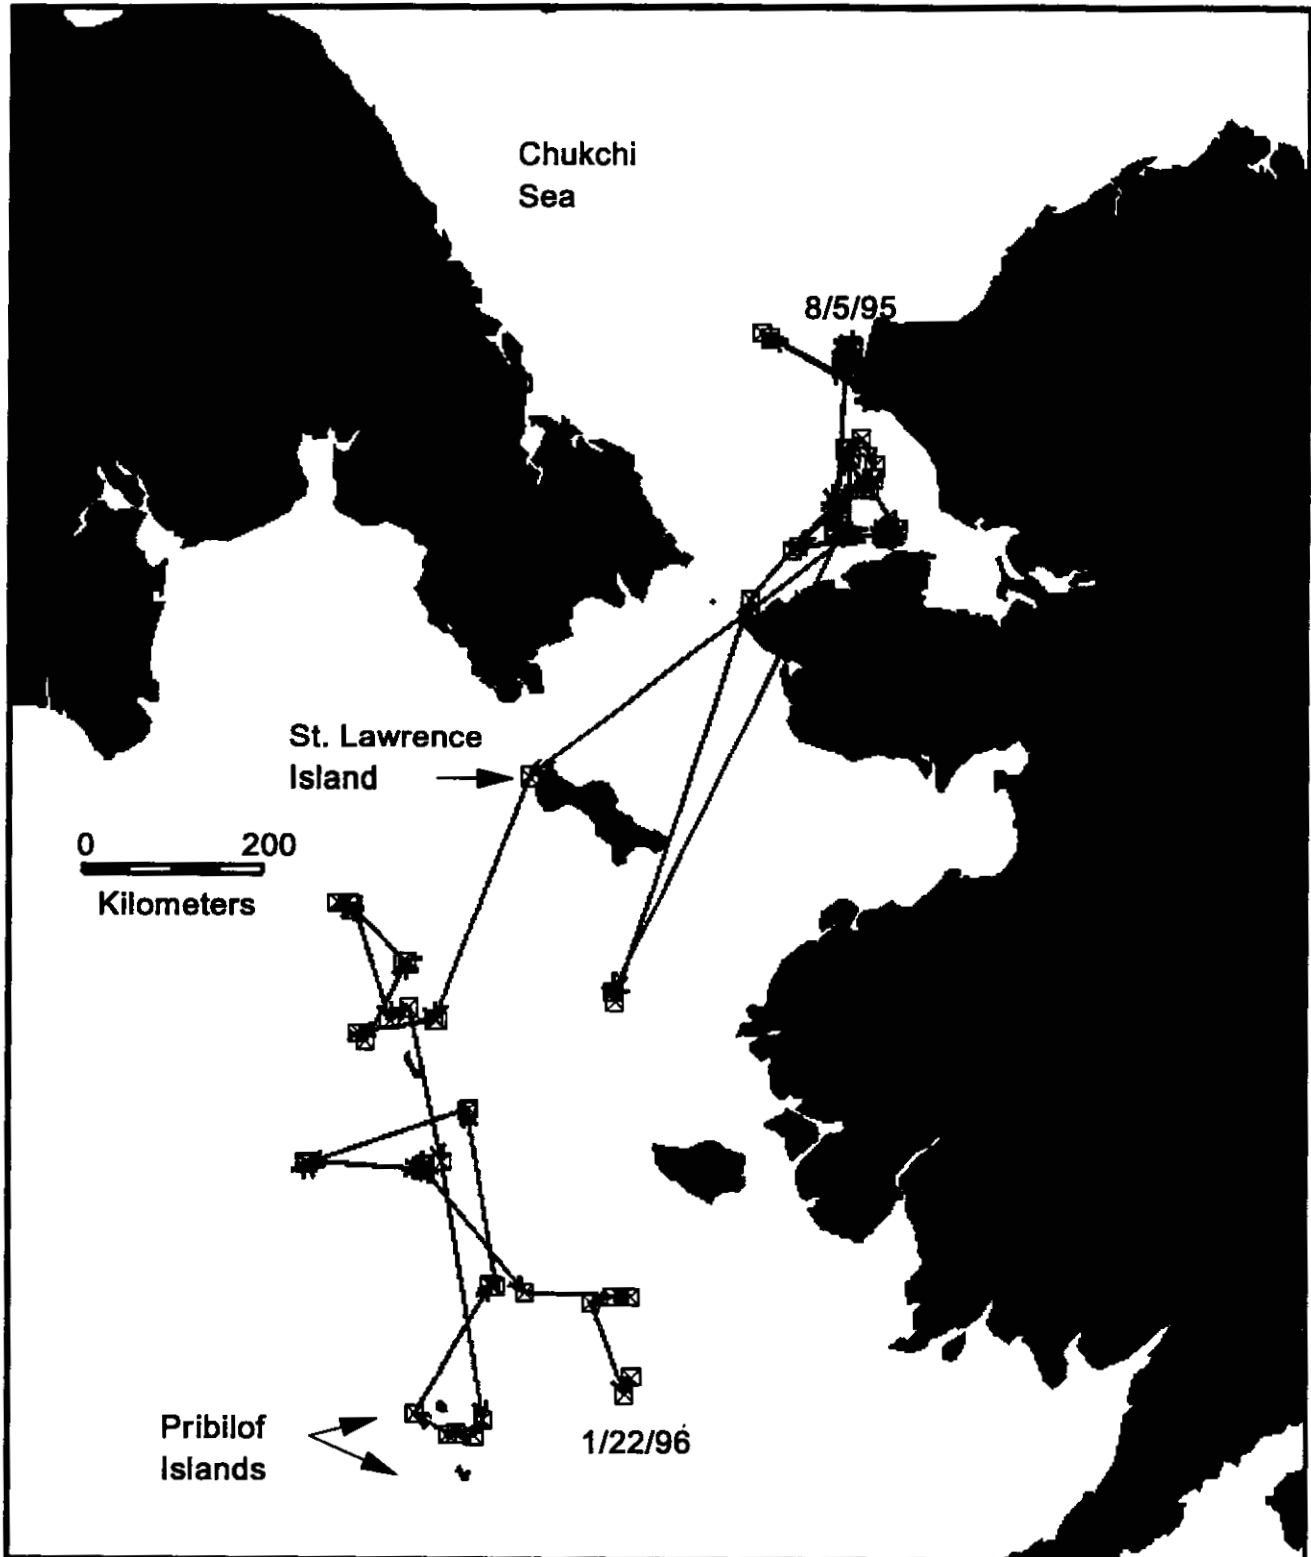 Chukchi
Sea
8/5/95
St. Lawrence
Island
0 200
Kilometers
Pribilof
Islands
1/22/96